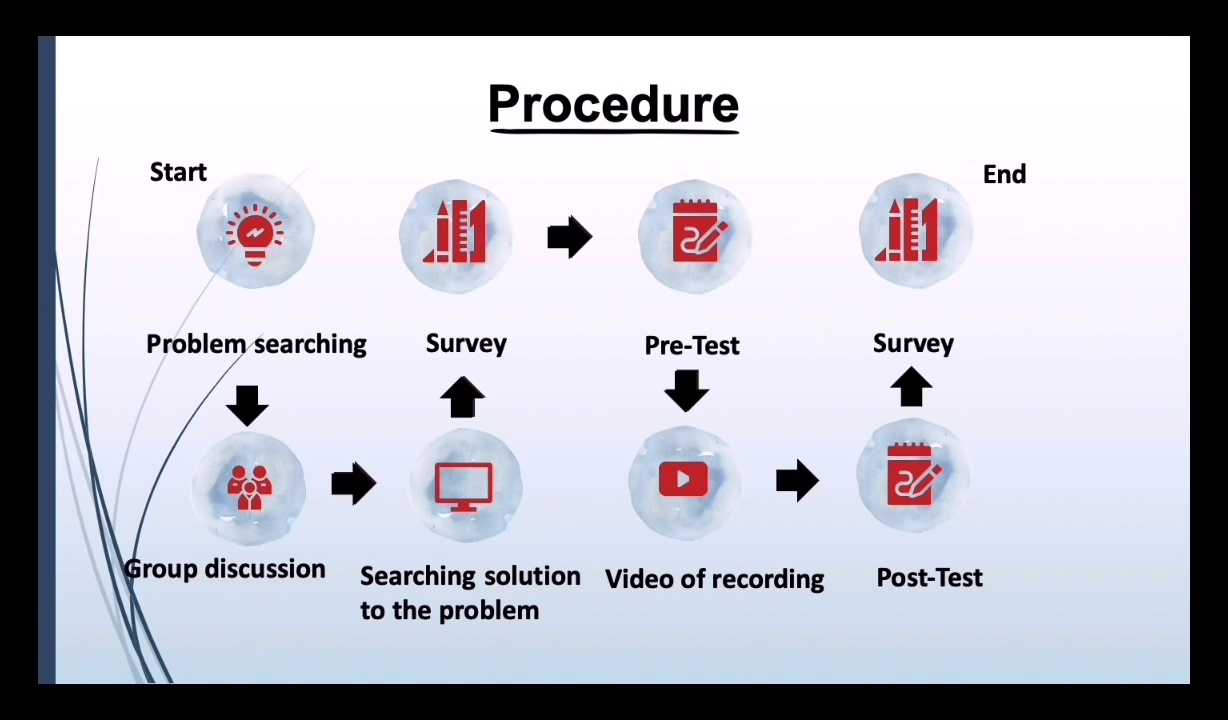 Procedure
Start
End
Problem searching
Survey
Pre-Test
Survey
Group discussion
Searching solution
to the problem
Video of recording
Post-Test